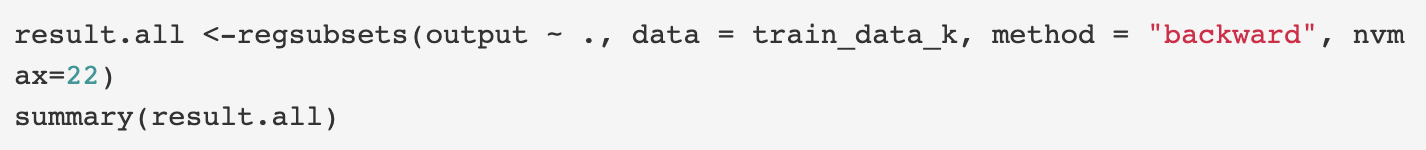 result.all <-regsubsets(output ~ ., data = train_data_k, method = "backward", nvm
ax=22)
summary(result.all)